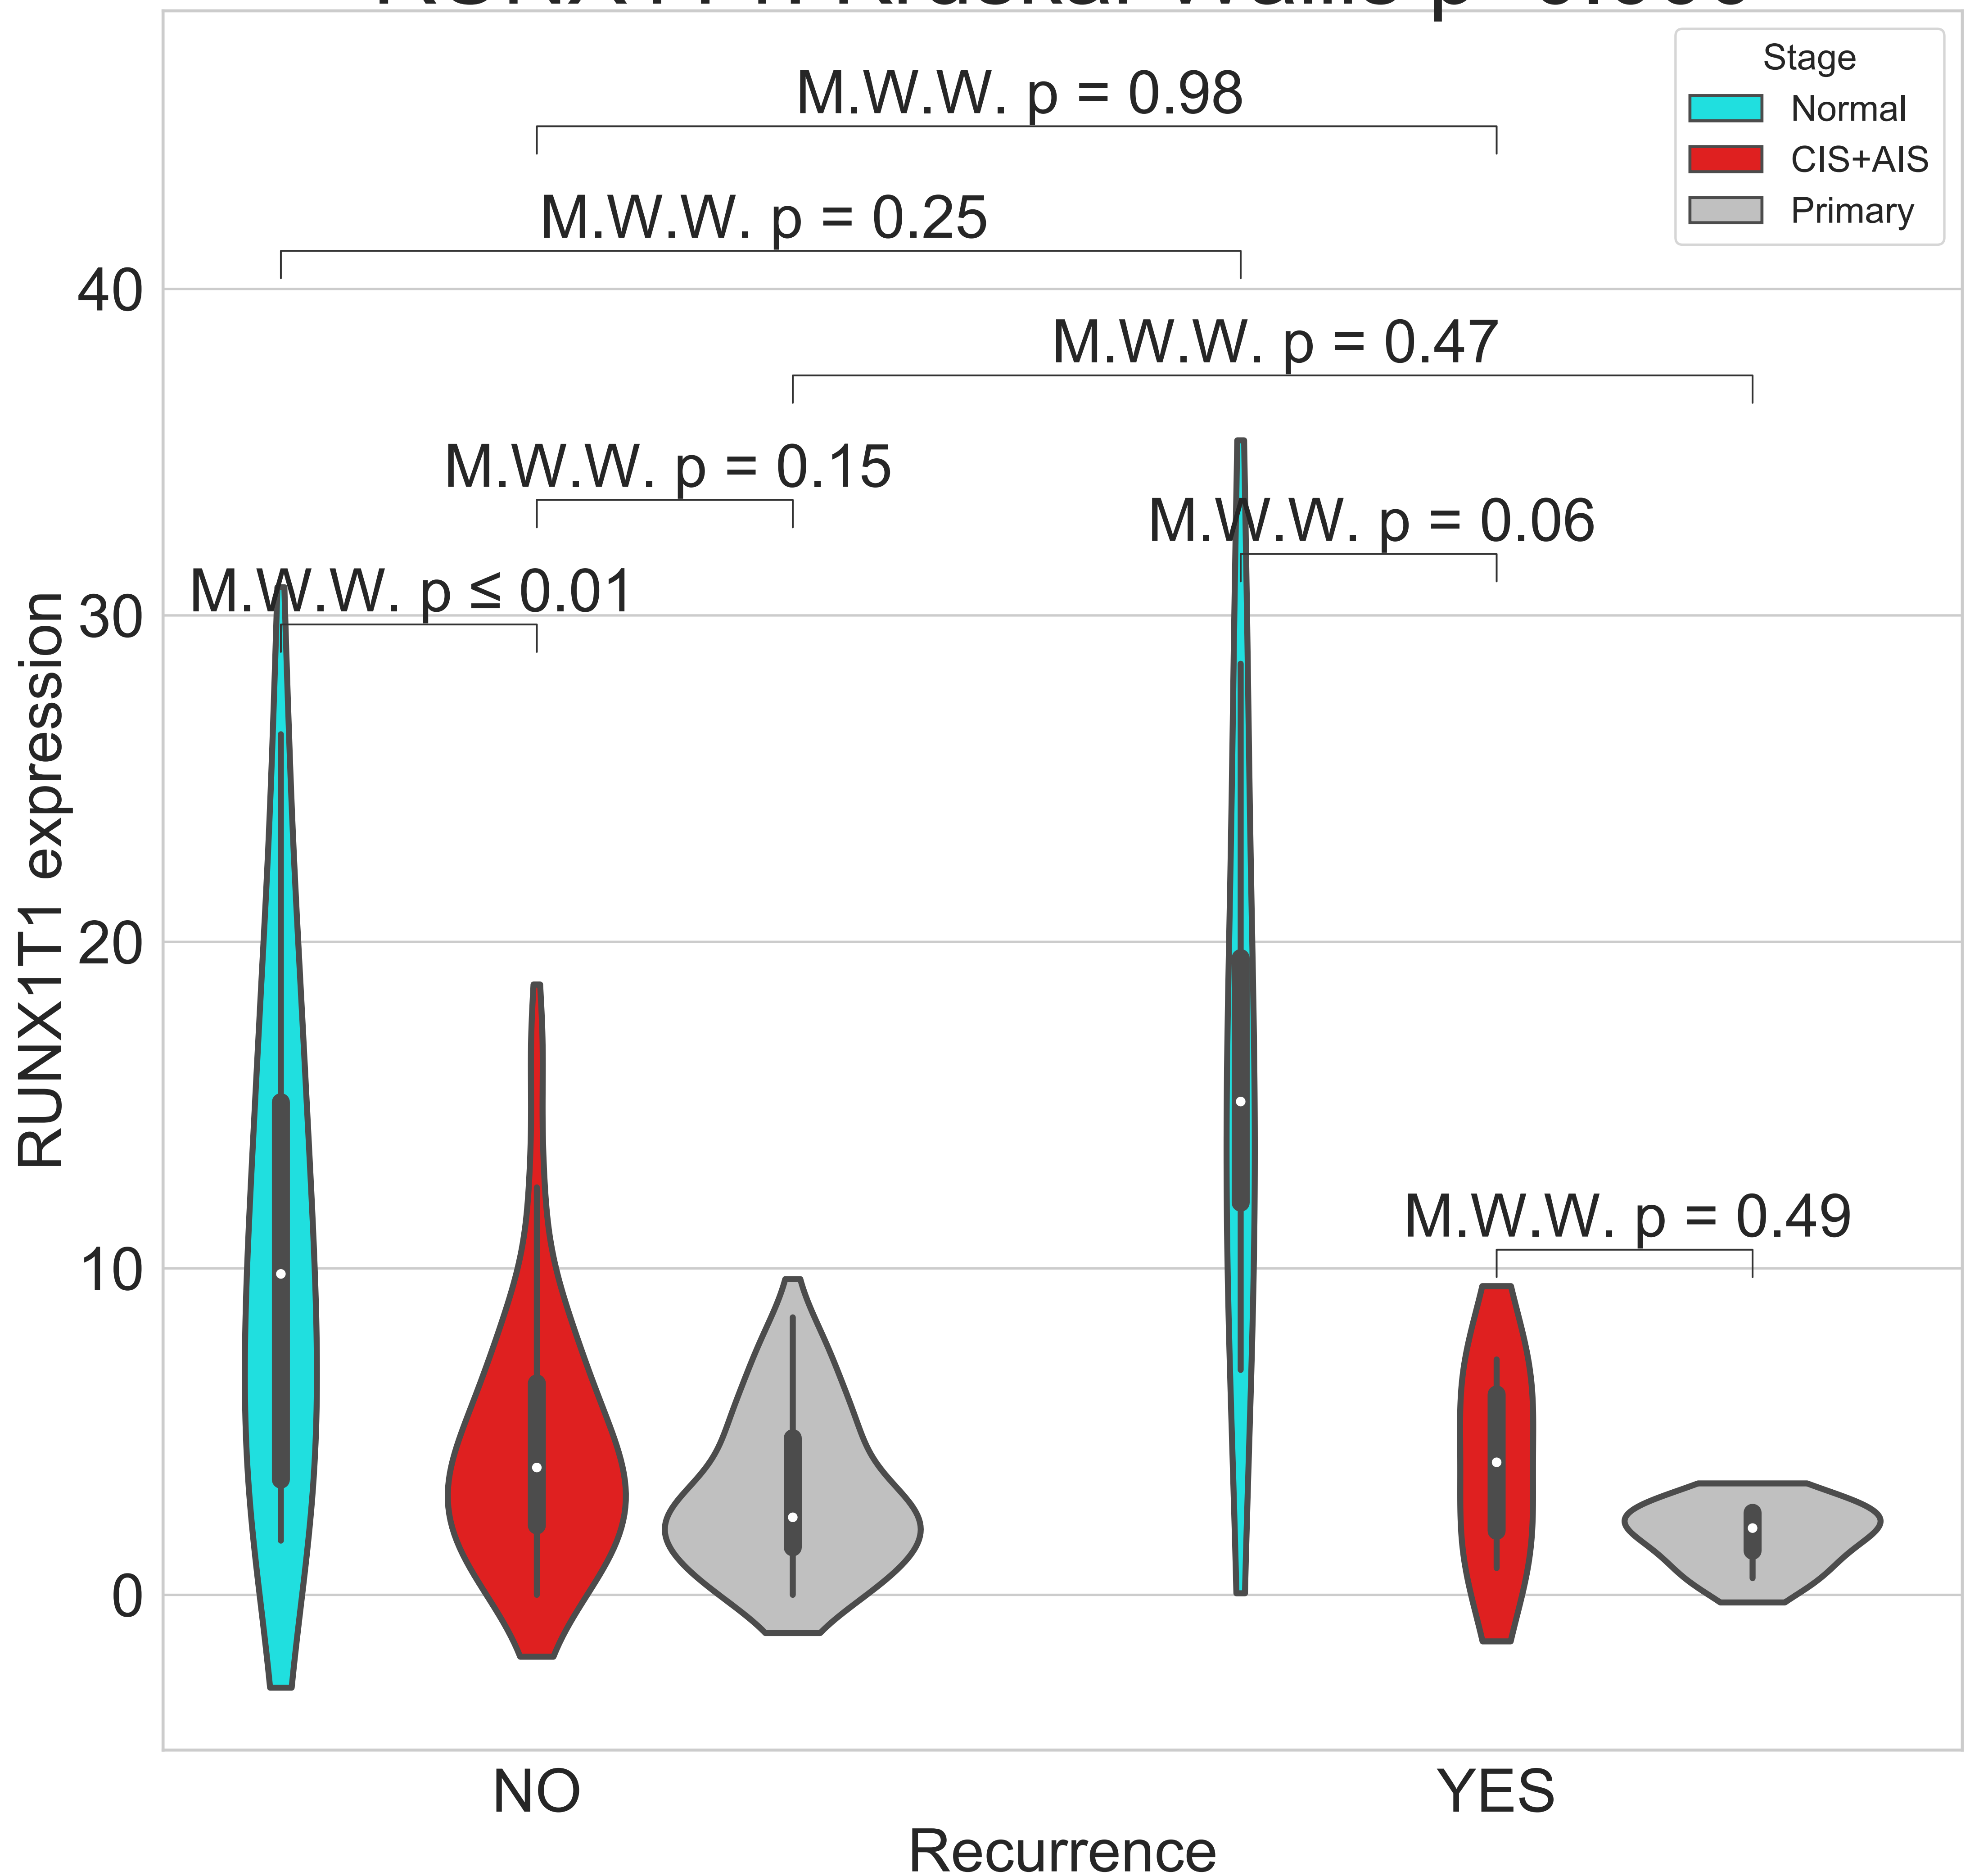 Stage
Normal
CIS+AIS
Primary
M.W.W. p = 0.98
M.W.W. p = 0.25
M.W.W. p = 0.47
M.W.W. p = 0.15
M.W.W. p = 0.06
M.W.W. p ≤ 0.01
M.W.W. p = 0.49
RUNX1T1 expression
40
30
20
10
0
NO
YES
Recurrence